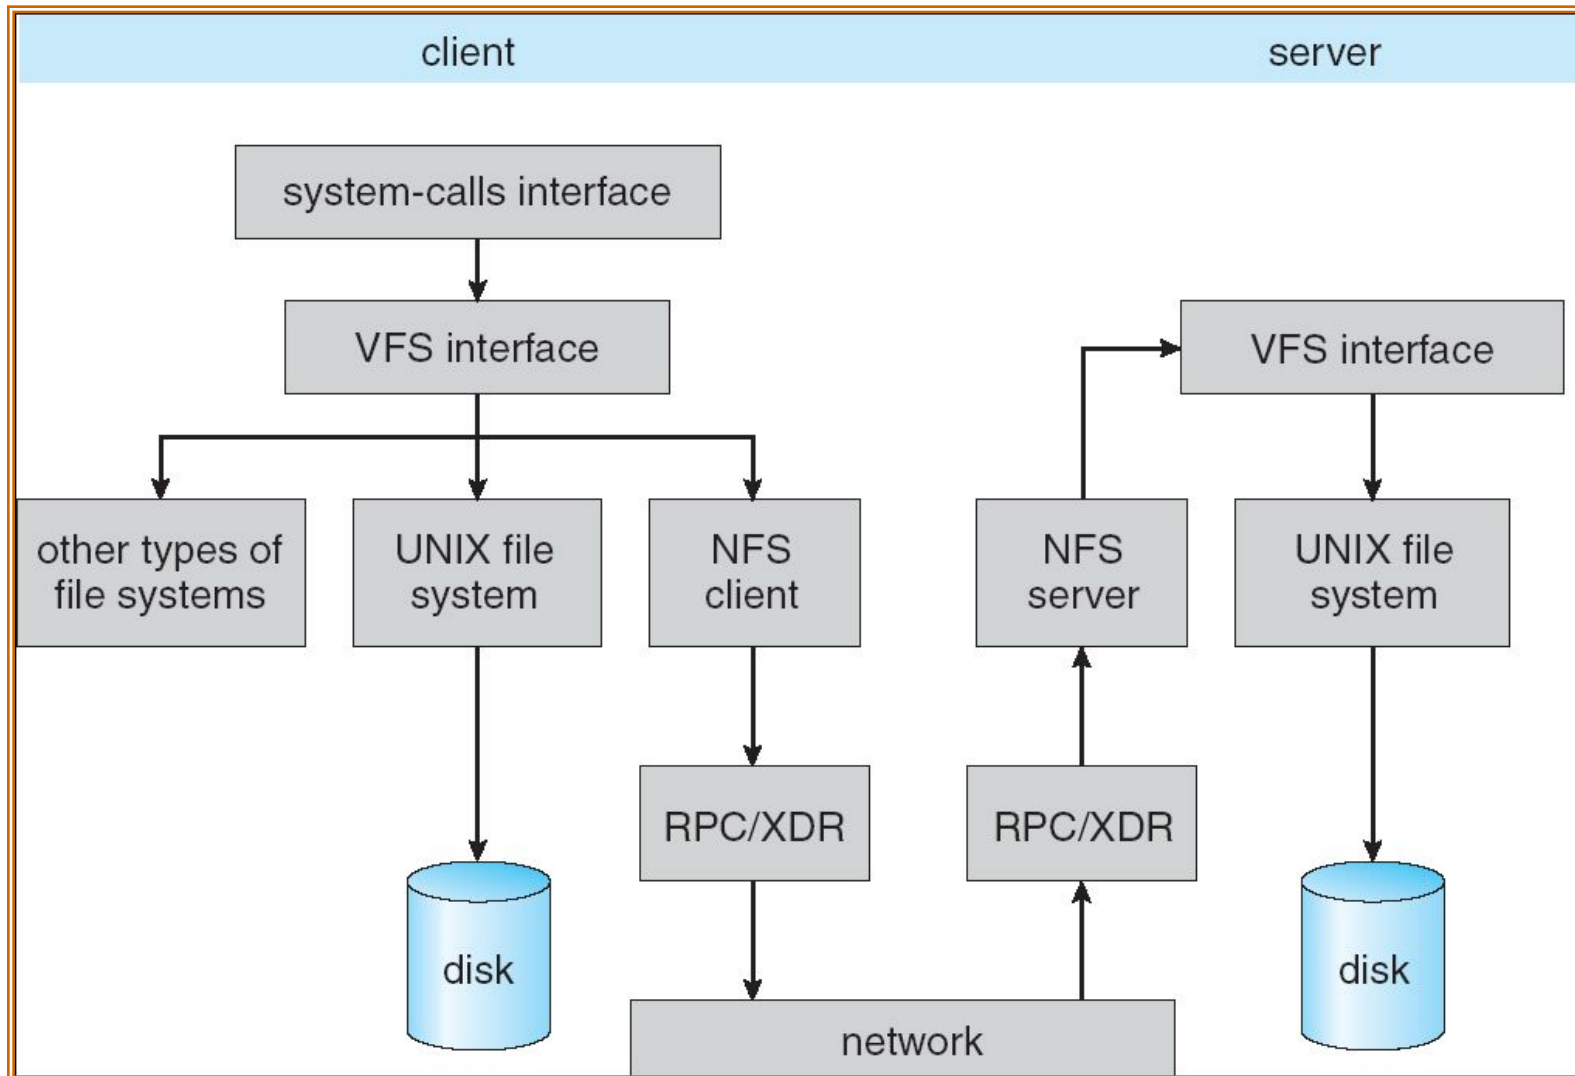 client
server
system-calls interface
VFS interface
VFS interface
other types of
file systems
UNIX file
system
NFS
client
NFS
server
UNIX file
system
RPC/XDR
RPC/XDR
disk
disk
network